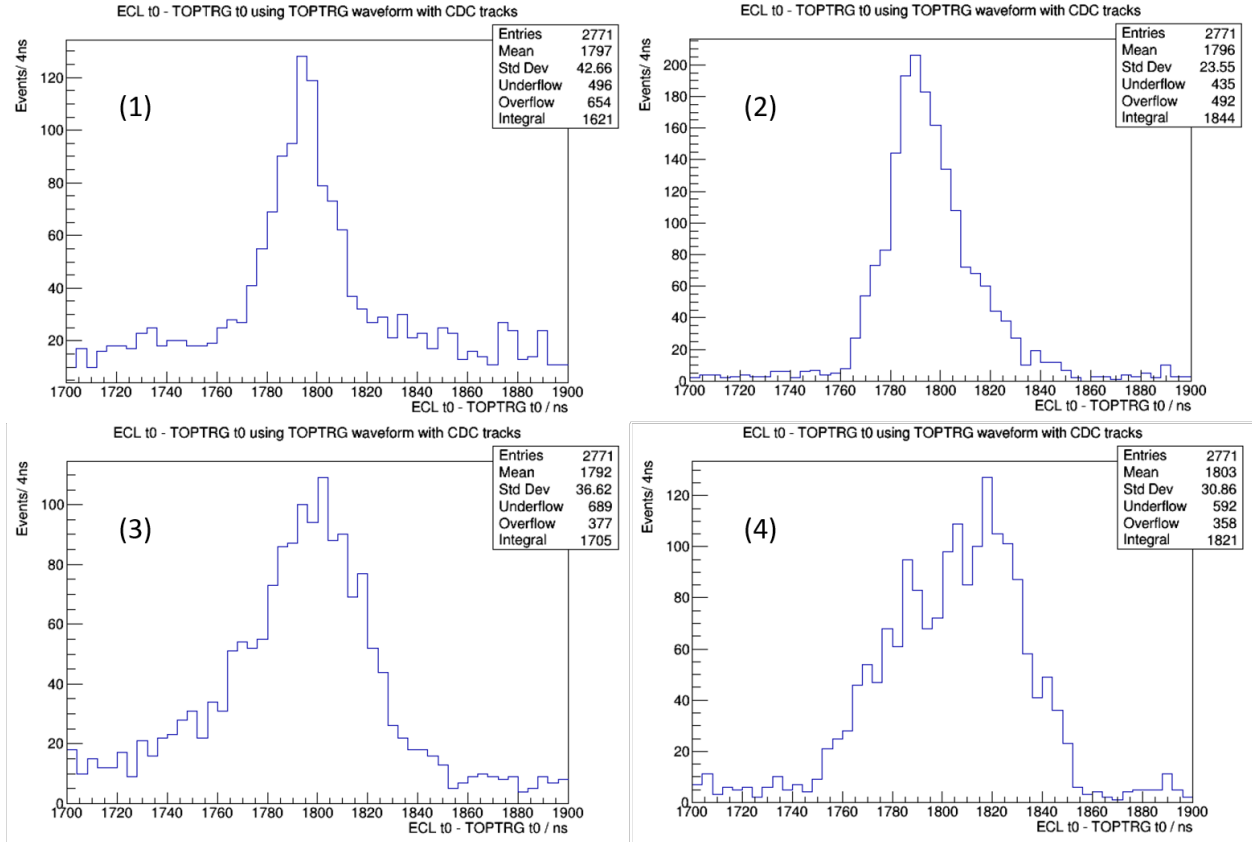 ECL t0 - TOPTRG t0 using TOPTRG waveform with CDC tracks
Events/ 4ns
(1)
Entries 2771
Mean 1797
Std Dev 42.66
Underflow 496
Overflow 654
Integral 1621
120
100
80
60
40
20
1700 1720 1740 1760 1780 1800 1820 1840 1860 1880 1900
ECL t0 - TOPTRG t0 / ns
ECL t0 - TOPTRG t0 using TOPTRG waveform with CDC tracks
Events/ 4ns
(2)
Entries 2771
Mean 1796
Std Dev 23.55
Underflow 435
Overflow 492
Integral 1844
200
180
160
140
120
100
80
60
40
20
0
1700 1720 1740 1760 1780 1800 1820 1840 1860 1880 1900
ECL t0 - TOPTRG t0 / ns
ECL t0 - TOPTRG t0 using TOPTRG waveform with CDC tracks
Events/ 4ns
(3)
Entries 2771
Mean 1792
Std Dev 36.62
Underflow 689
Overflow 377
Integral 1705
100
80
60
40
20
0
1700 1720 1740 1760 1780 1800 1820 1840 1860 1880 1900
ECL t0 - TOPTRG t0 / ns
ECL t0 - TOPTRG t0 using TOPTRG waveform with CDC tracks
Events/ 4ns
(4)
Entries 2771
Mean 1803
Std Dev 30.86
Underflow 592
Overflow 358
Integral 1821
120
100
80
60
40
20
0
1700 1720 1740 1760 1780 1800 1820 1840 1860 1880 1900
ECL t0 - TOPTRG t0 / ns